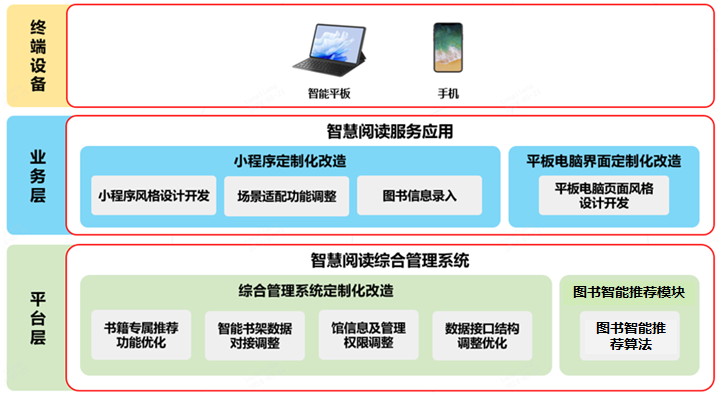 终端设备
智能平板
手机
业务层
智慧阅读服务应用
小程序定制化改造
小程序风格设计开发
场景适配功能调整
图书信息录入
平板电脑界面定制化改造
平板电脑页面风格
设计开发
平台层
智慧阅读综合管理系统
综合管理系统定制化改造
书籍专属推荐
功能优化
智能书架数据
对接调整
馆信息及管理
权限调整
数据接口结构
调整优化
图书智能推荐模块
图书智能推
荐算法